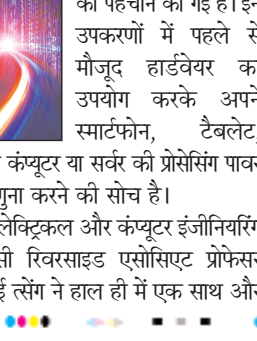 की पहचान की गई है। इन
उपकरणों में पहले से
मौजूद हार्डवेयर का
उपयोग करके अपने
स्मार्टफोन, टैबलेट,
कंप्यूटर या सर्वर की प्रोसेसिंग पावर
गुना करने की सोच है।
लेक्ट्रिकल और कंप्यूटर इंजीनियरिंग
सी रिवरसाइड एसोसिएट प्रोफेसर
ई त्सेंग ने हाल ही में एक साथ और